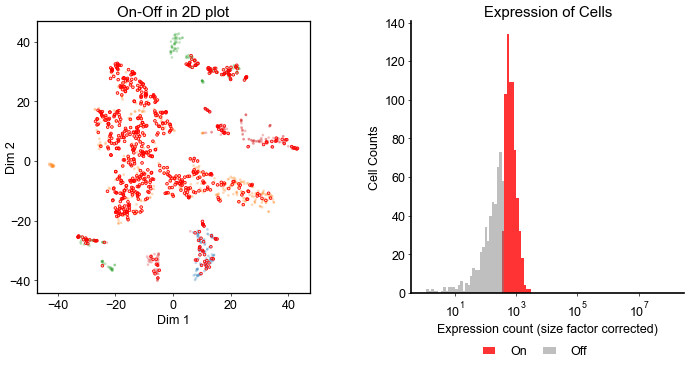 On-Off in 2D plot
Expression of Cells
40
20
0
−20
−40
Dim 2
−40
−20
0
20
40
Dim 1
140
120
100
80
60
40
20
0
Cell Counts
10^1
10^3
10^5
10^7
Expression count (size factor corrected)
On
Off